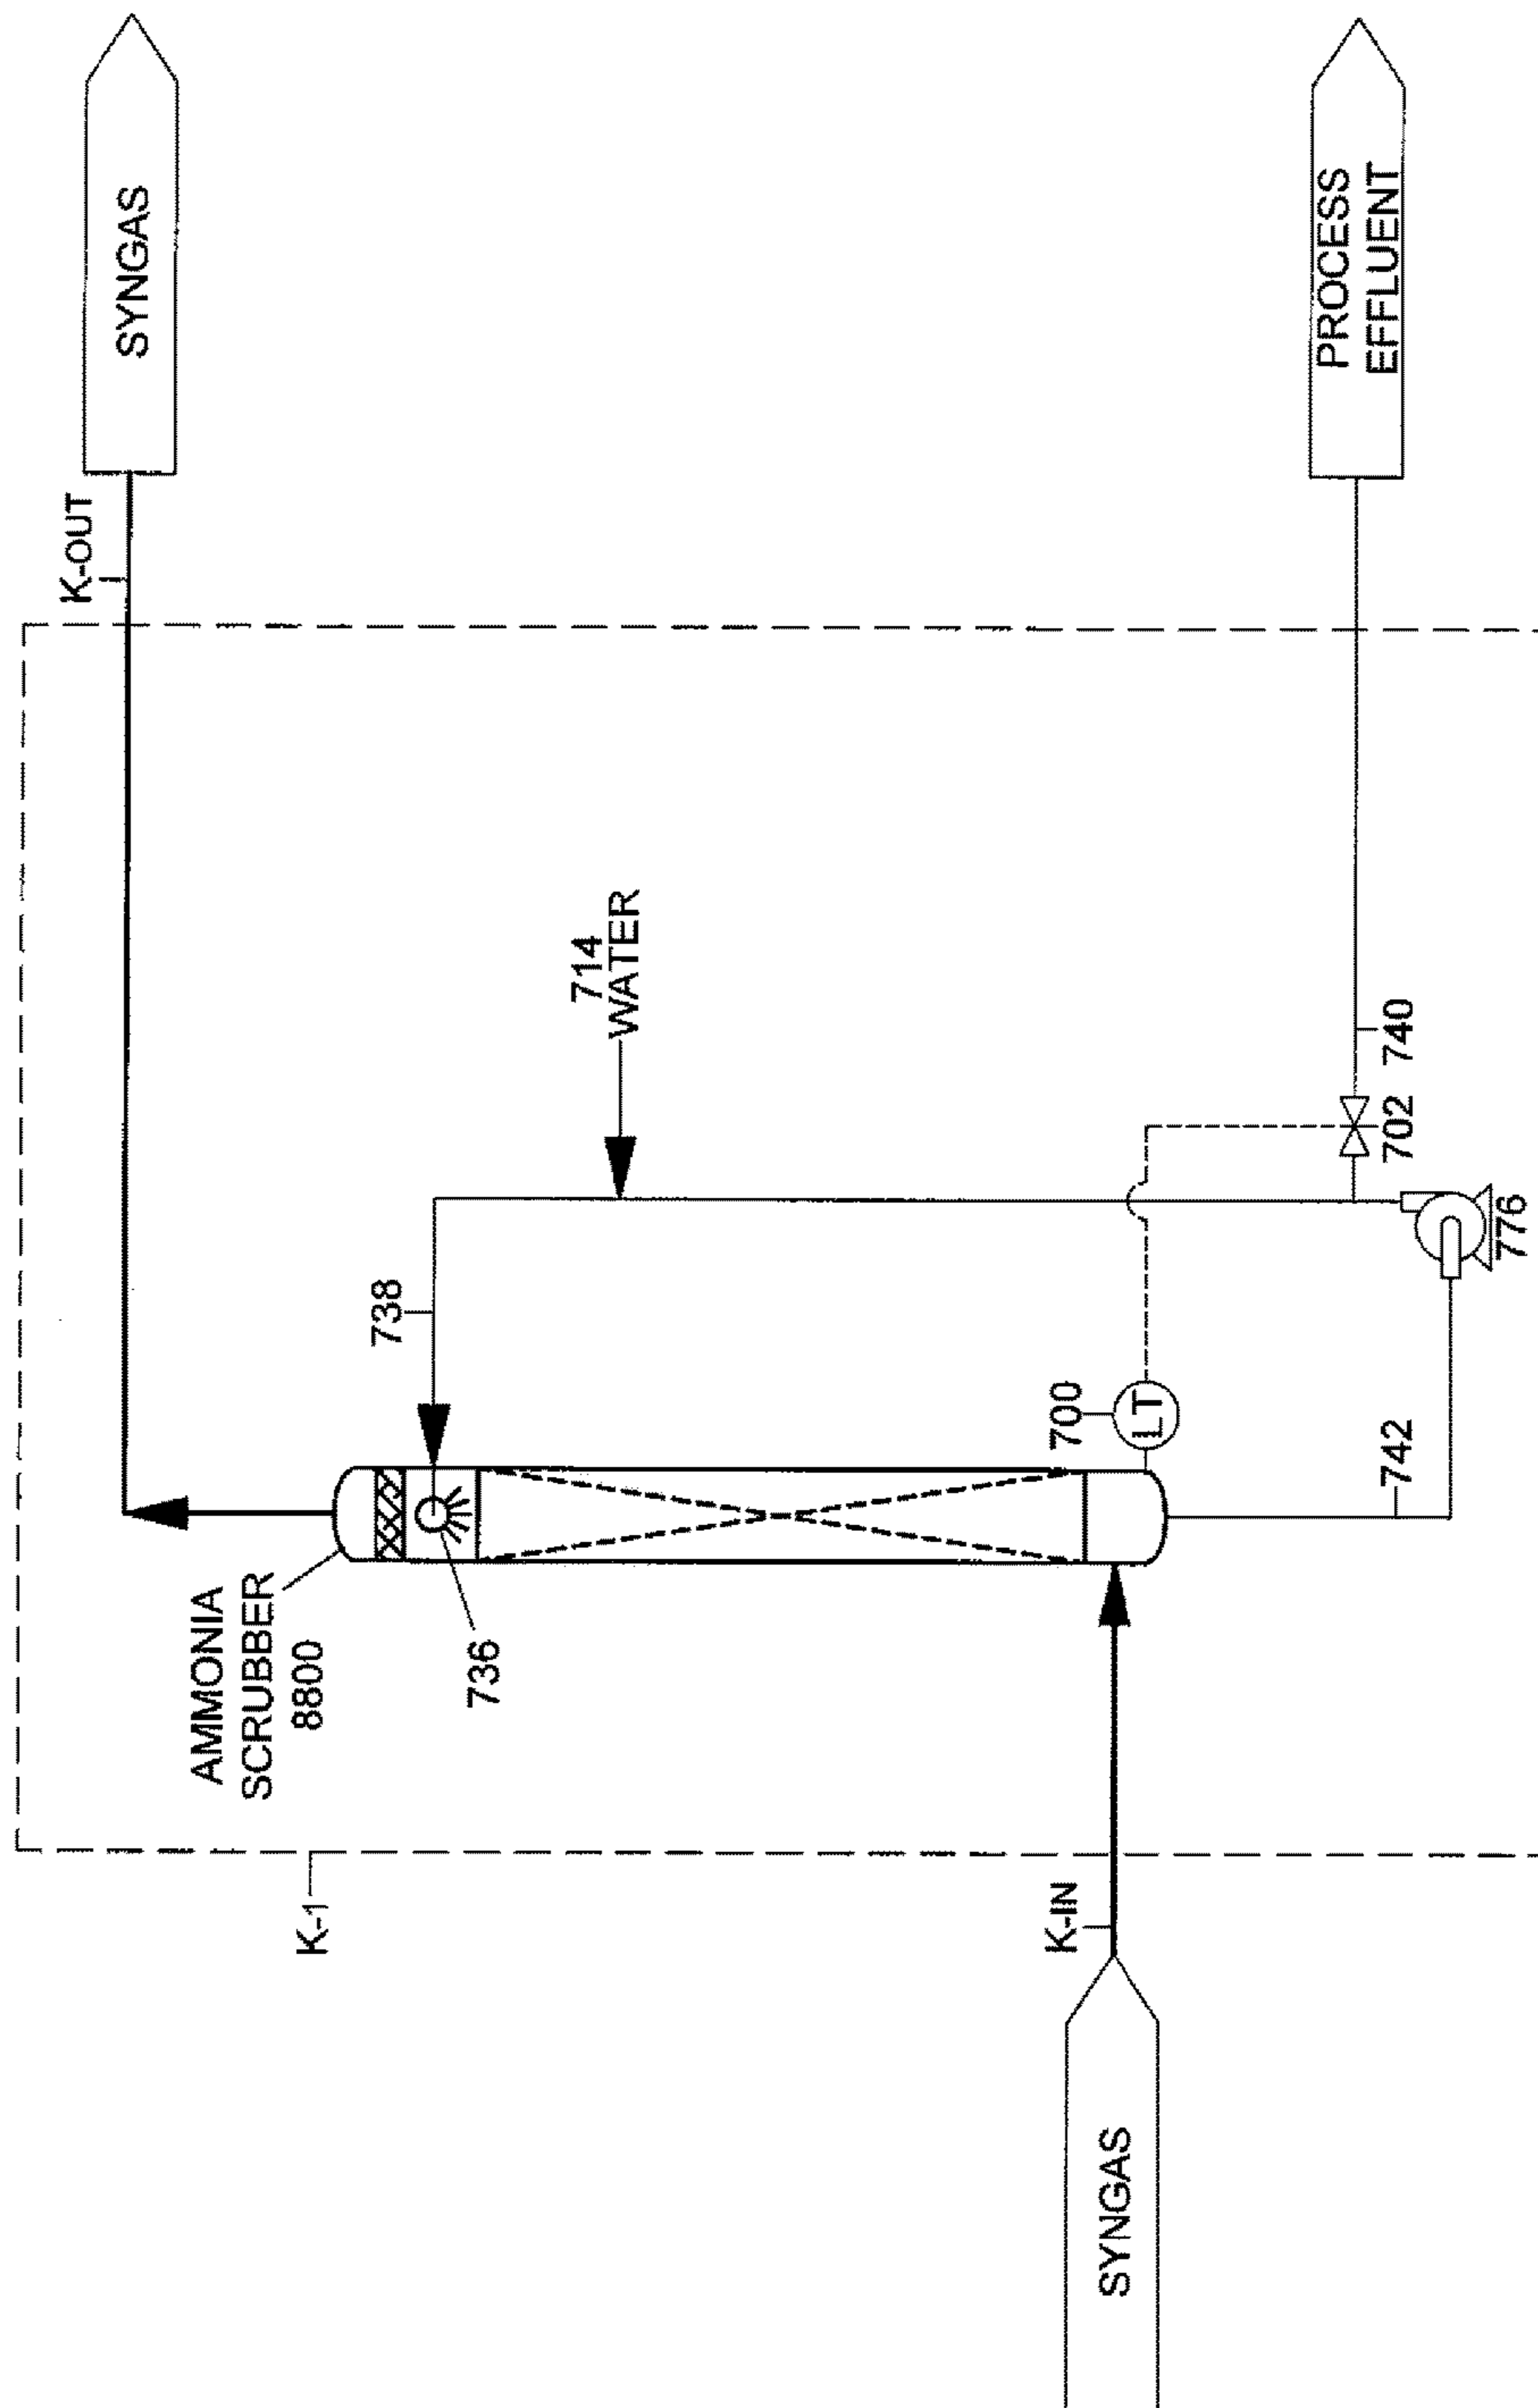 SYNGAS
K-IN
K-1
AMMONIA
SCRUBBER
8800
736
738
700
LT
742
714
WATER
776
702
740
K-OUT
SYNGAS
PROCESS
EFFLUENT